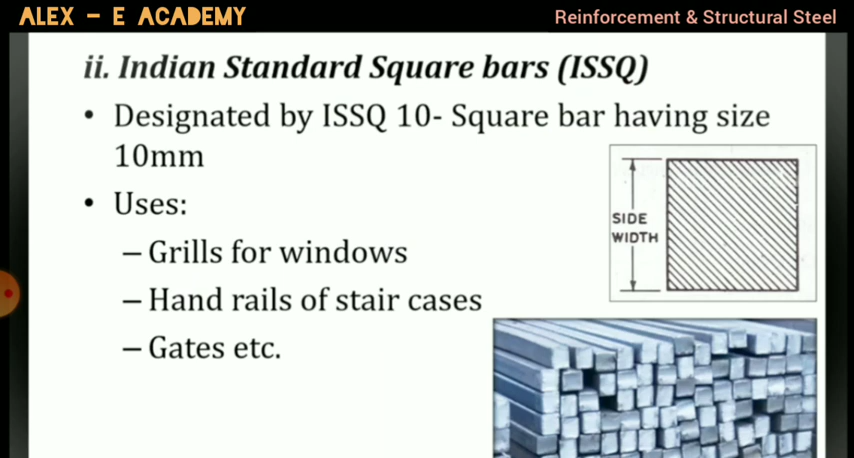 ALEX - E ACADEMY
Reinforcement & Structural Steel
ii. Indian Standard Square bars (ISSQ)
• Designated by ISSQ 10- Square bar having size
10mm
• Uses:
– Grills for windows
– Hand rails of stair cases
– Gates etc.
SIDE
WIDTH